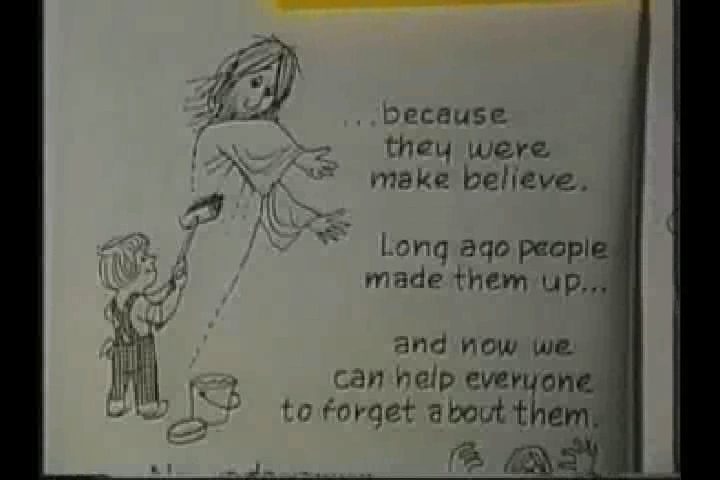 ...because
they were
make believe.
Long ago people
made them up...
and now we
can help everyone
to forget about them.